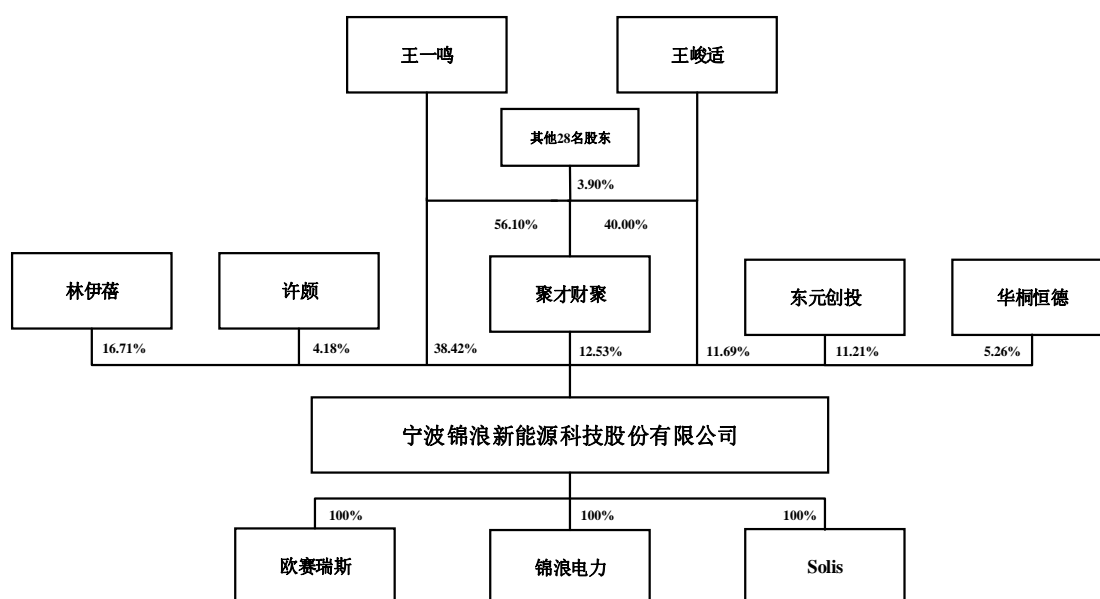 王一鸣
王峻适
其他28名股东
3.90%
56.10%
40.00%
林伊蓓
许颇
聚才财聚
东元创投
华桐恒德
16.71%
4.18%
38.42%
12.53%
11.69%
11.21%
5.26%
宁波锦浪新能源科技股份有限公司
100%
100%
100%
欧赛瑞斯
锦浪电力
Solis